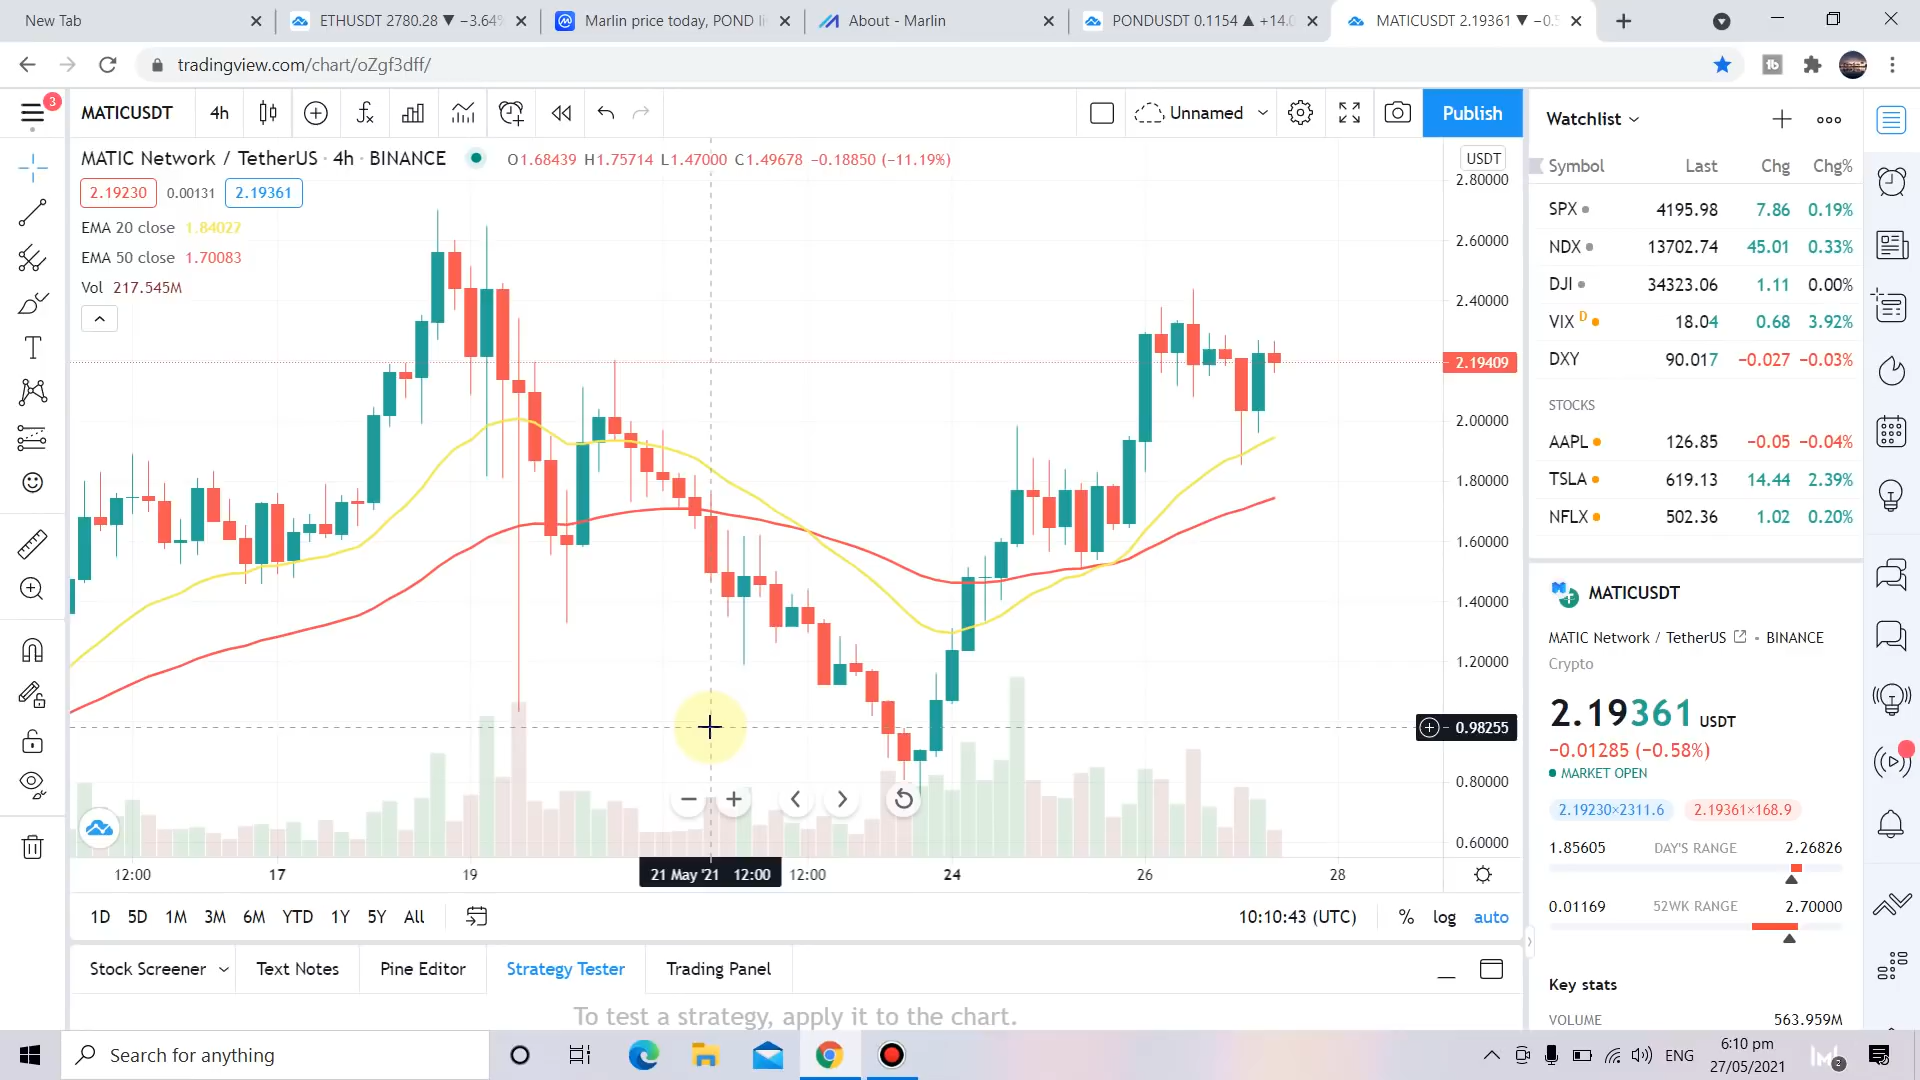 New Tab
ETHUSDT 2780.28 ▼ −3.64%
Marlin price today, POND li
About - Marlin
PONDUSDT 0.1154 ▲ +14.0
MATICUSDT 2.19361 ▼ −0.5
tradingview.com/chart/oZgf3dff/
3
MATICUSDT
4h
Unnamed
Publish
MATIC Network / TetherUS · 4h · BINANCE
O1.68439 H1.75714 L1.47000 C1.49678 −0.18850 (−11.19%)
2.19230
0.00131
2.19361
EMA 20 close 1.84027
EMA 50 close 1.70083
Vol 217.545M
USDT
2.80000
2.60000
2.40000
2.19409
2.00000
1.80000
1.60000
1.40000
1.20000
0.98255
0.80000
0.60000
12:00
17
19
21 May '21 12:00
12:00
24
26
28
1D 5D 1M 3M 6M YTD 1Y 5Y All
10:10:43 (UTC)
% log auto
Stock Screener
Text Notes
Pine Editor
Strategy Tester
Trading Panel
To test a strategy, apply it to the chart.
Watchlist
Symbol Last Chg Chg%
SPX 4195.98 7.86 0.19%
NDX 13702.74 45.01 0.33%
DJI 34323.06 1.11 0.00%
VIX D 18.04 0.68 3.92%
DXY 90.017 −0.027 −0.03%
STOCKS
AAPL 126.85 −0.05 −0.04%
TSLA 619.13 14.44 2.39%
NFLX 502.36 1.02 0.20%
MATICUSDT
MATIC Network / TetherUS • BINANCE
Crypto
2.19361 USDT
−0.01285 (−0.58%)
MARKET OPEN
2.19230×2311.6 2.19361×168.9
1.85605 DAY'S RANGE 2.26826
0.01169 52WK RANGE 2.70000
Key stats
VOLUME 563.959M
Search for anything
ENG
6:10 pm
27/05/2021
2